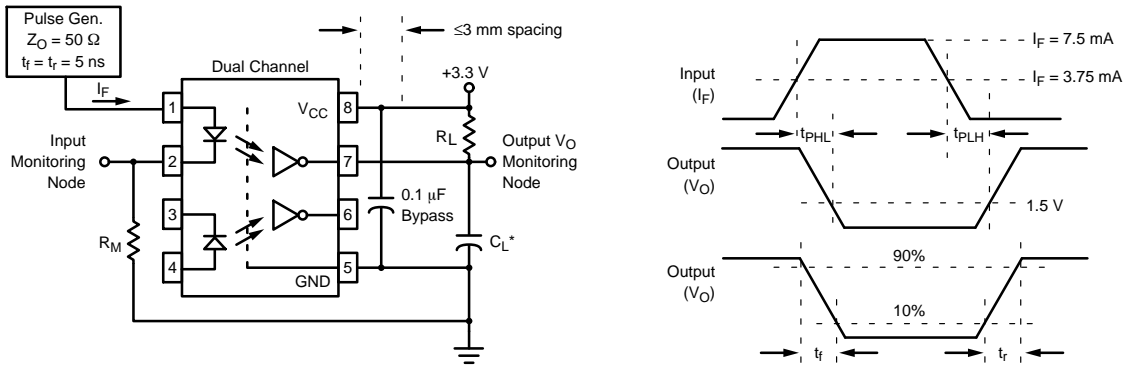 Pulse Gen.
Z_O = 50 Ω
t_f = t_r = 5 ns
I_F
Dual Channel
≤3 mm spacing
+3.3 V
1
V_CC
8
R_L
Output V_O
Monitoring
Node
Input
Monitoring
Node
2
7
3
6
0.1 μF
Bypass
R_M
4
GND
5
C_L*
Input
(I_F)
I_F = 7.5 mA
I_F = 3.75 mA
t_PHL
t_PLH
Output
(V_O)
1.5 V
Output
(V_O)
90%
10%
t_f
t_r